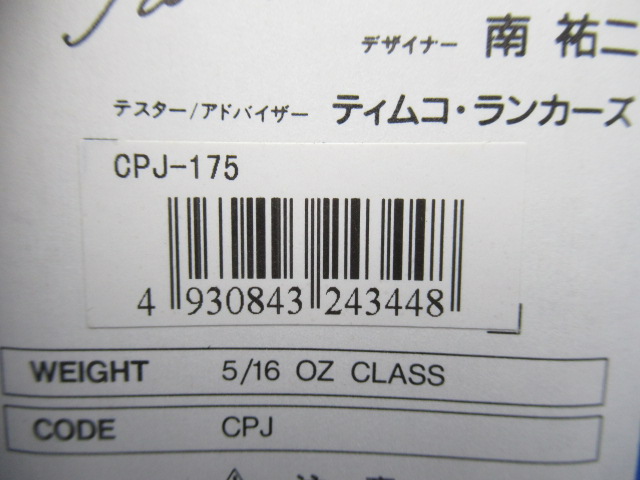 デザイナー 南 祐二
テスター/アドバイザー ティムコ・ランカーズ
CPJ-175
4 930843 243448
WEIGHT 5/16 OZ CLASS
CODE CPJ